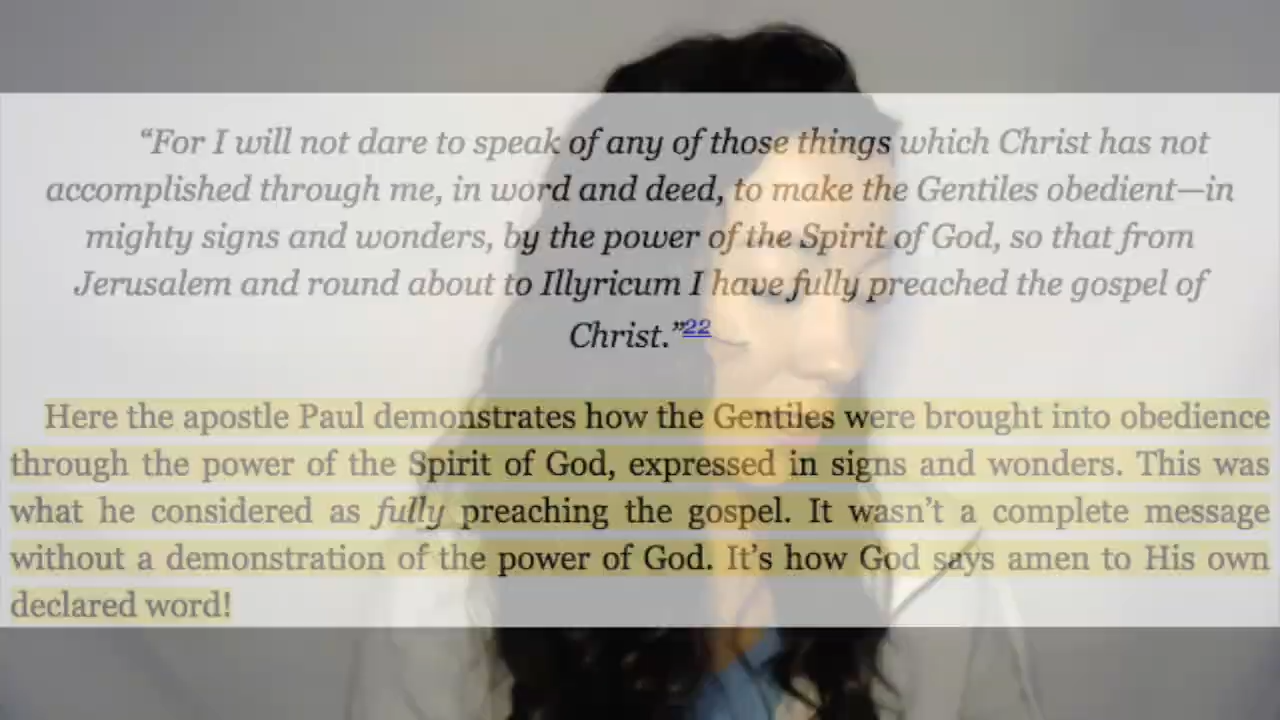 “For I will not dare to speak of any of those things which Christ has not
accomplished through me, in word and deed, to make the Gentiles obedient—in
mighty signs and wonders, by the power of the Spirit of God, so that from
Jerusalem and round about to Illyricum I have fully preached the gospel of
Christ.”22
Here the apostle Paul demonstrates how the Gentiles were brought into obedience
through the power of the Spirit of God, expressed in signs and wonders. This was
what he considered as fully preaching the gospel. It wasn’t a complete message
without a demonstration of the power of God. It’s how God says amen to His own
declared word!